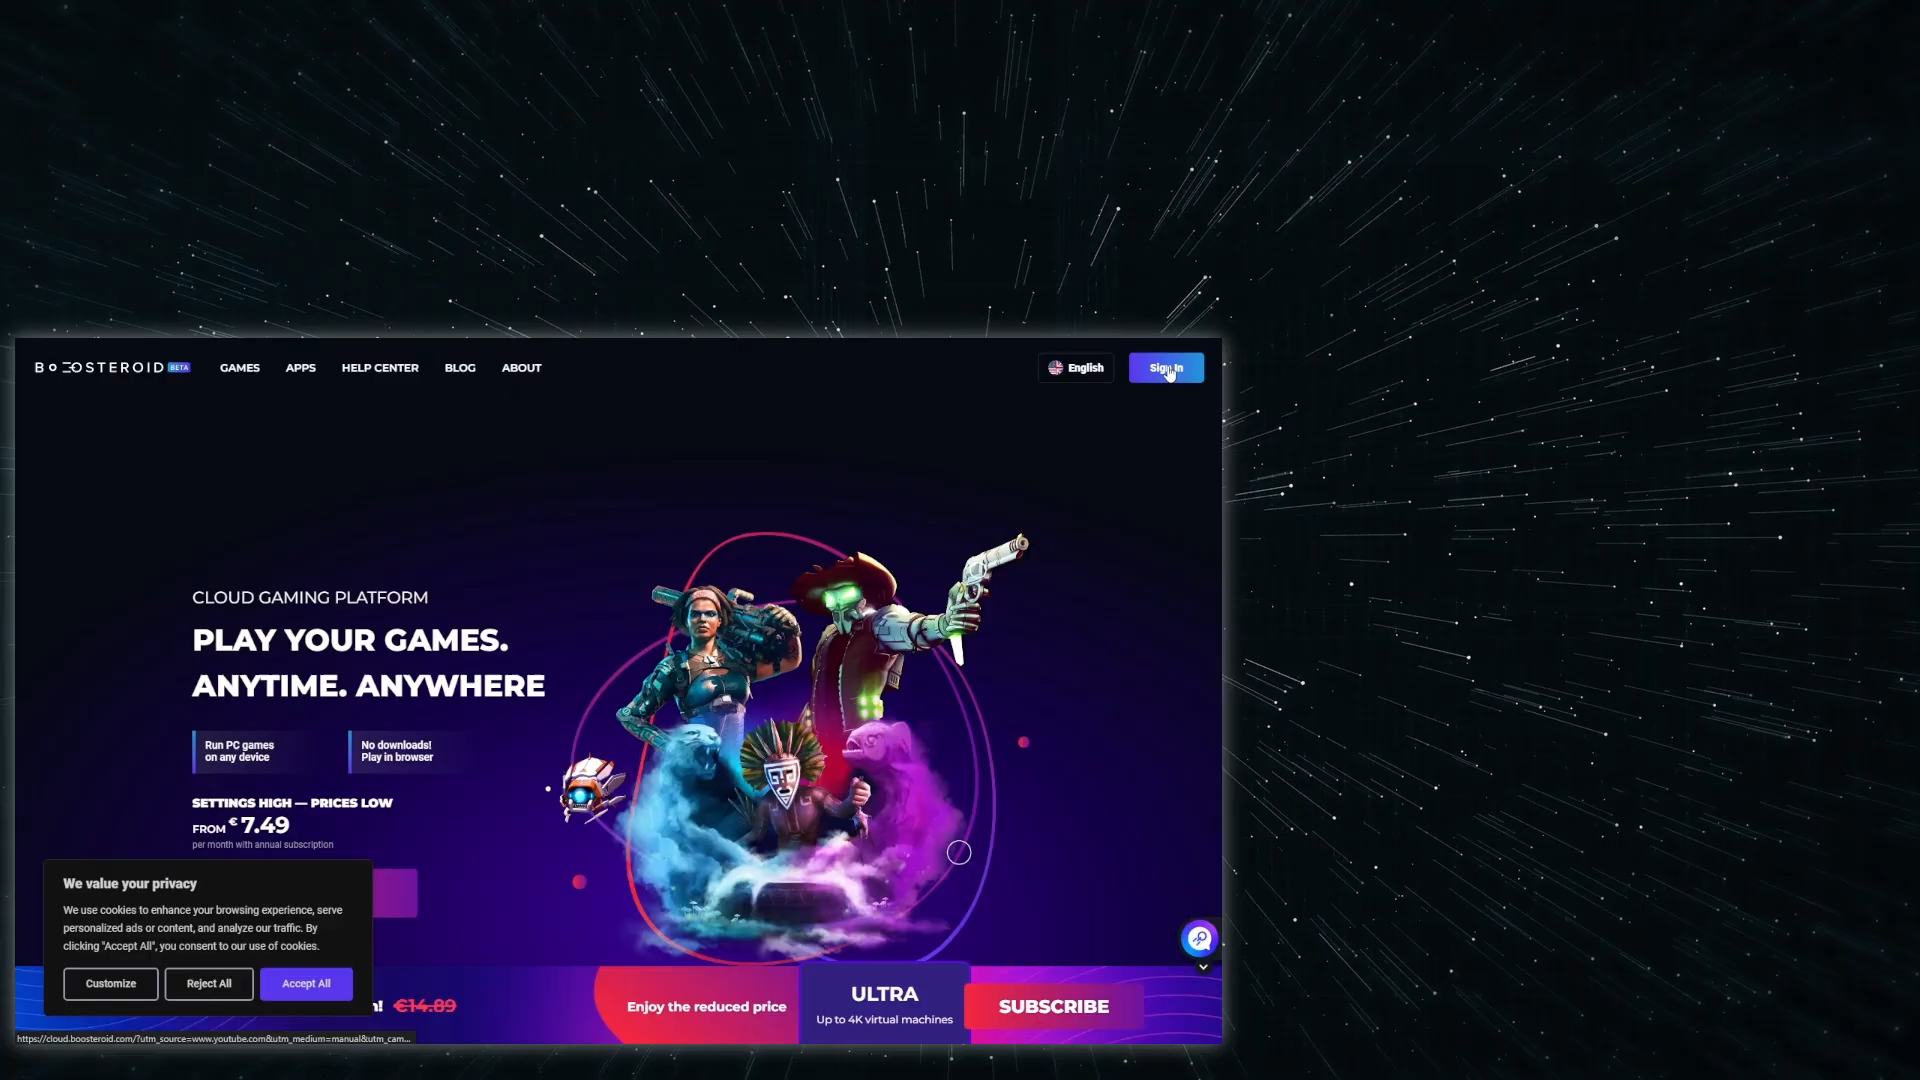 BOOSTEROID BETA
GAMES
APPS
HELP CENTER
BLOG
ABOUT
English
Sign In
CLOUD GAMING PLATFORM
PLAY YOUR GAMES.
ANYTIME. ANYWHERE
Run PC games
on any device
No downloads!
Play in browser
SETTINGS HIGH — PRICES LOW
FROM €7.49
per month with annual subscription
We value your privacy
We use cookies to enhance your browsing experience, serve
personalized ads or content, and analyze our traffic. By
clicking "Accept All", you consent to our use of cookies.
Customize
Reject All
Accept All
€14.89
Enjoy the reduced price
ULTRA
Up to 4K virtual machines
SUBSCRIBE
https://cloud.boosteroid.com/?utm_source=www.youtube.com&utm_medium=manual&utm_cam...